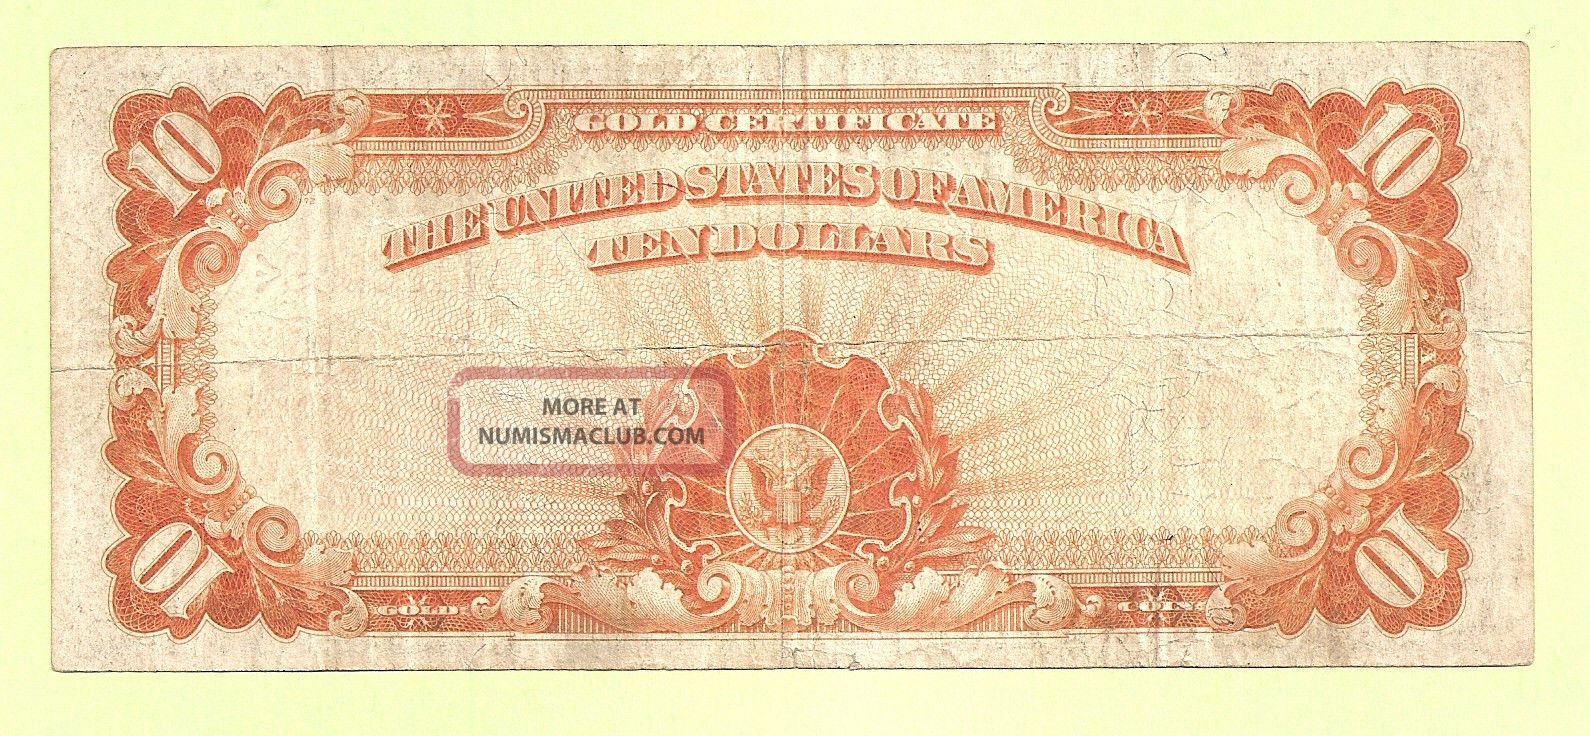 10
GOLD CERTIFICATE
10
THE UNITED STATES OF AMERICA
TEN DOLLARS
MORE AT
NUMISMACLUB.COM
10
GOLD
COIN
10